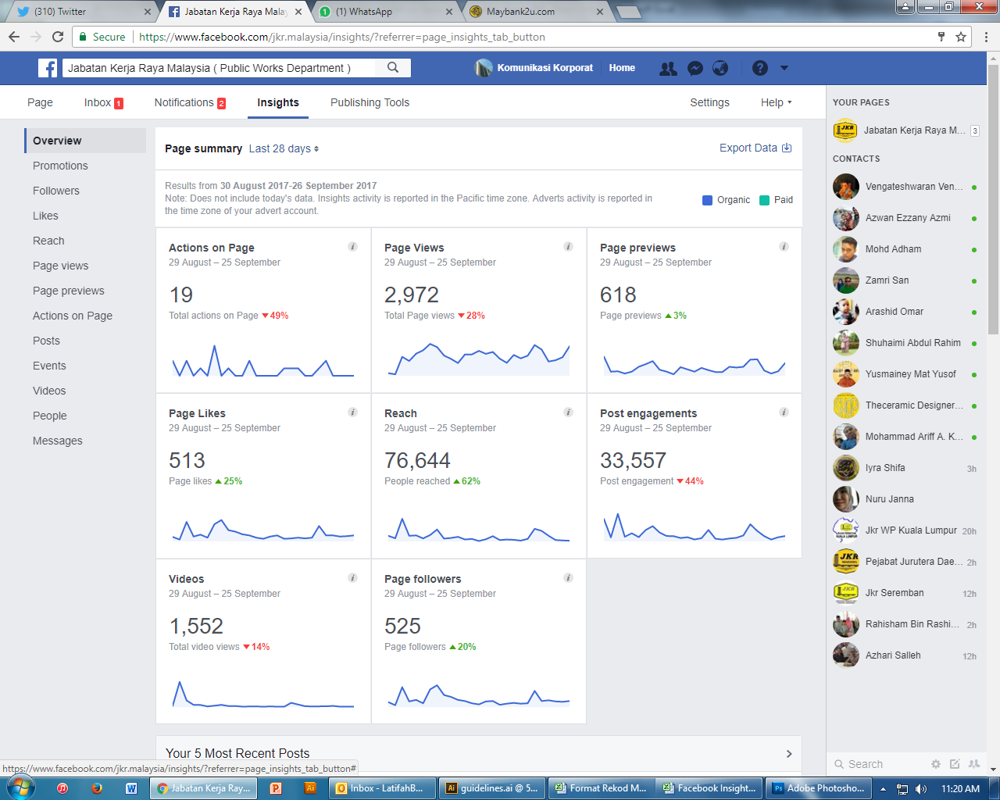 (310) Twitter
Jabatan Kerja Raya Malay
(1) WhatsApp
Maybank2u.com
Secure
https://www.facebook.com/jkr.malaysia/insights/?referrer=page_insights_tab_button
Jabatan Kerja Raya Malaysia ( Public Works Department )
Komunikasi Korporat
Home
Page
Inbox 1
Notifications 2
Insights
Publishing Tools
Settings
Help
Overview
Promotions
Followers
Likes
Reach
Page views
Page previews
Actions on Page
Posts
Events
Videos
People
Messages
Page summary Last 28 days
Export Data
Results from 30 August 2017-26 September 2017
Note: Does not include today's data. Insights activity is reported in the Pacific time zone. Adverts activity is reported in
the time zone of your advert account.
Organic
Paid
Actions on Page
29 August – 25 September
19
Total actions on Page 49%
Page Views
29 August – 25 September
2,972
Total Page views 28%
Page previews
29 August – 25 September
618
Page previews 3%
Page Likes
29 August – 25 September
513
Page likes 25%
Reach
29 August – 25 September
76,644
People reached 62%
Post engagements
29 August – 25 September
33,557
Post engagement 44%
Videos
29 August – 25 September
1,552
Total video views 14%
Page followers
29 August – 25 September
525
Page followers 20%
Your 5 Most Recent Posts
YOUR PAGES
Jabatan Kerja Raya M... 3
CONTACTS
Vengateshwaran Ven...
Azwan Ezzany Azmi
Mohd Adham
Zamri San
Arashid Omar
Shuhaimi Abdul Rahim
Yusmainey Mat Yusof
Theceramic Designer...
Mohammad Ariff A. K...
Iyra Shifa 3h
Nuru Janna
Jkr WP Kuala Lumpur 20h
Pejabat Jurutera Dae... 2h
Jkr Seremban 12h
Rahisham Bin Rashi... 2h
Azhari Salleh 12h
Search
https://www.facebook.com/jkr.malaysia/insights/?referrer=page_insights_tab_button#
Jabatan Kerja Ray...
Inbox - LatifahB...
guidelines.ai @ 5...
Format Rekod M...
Facebook Insight...
Adobe Photosho...
11:20 AM